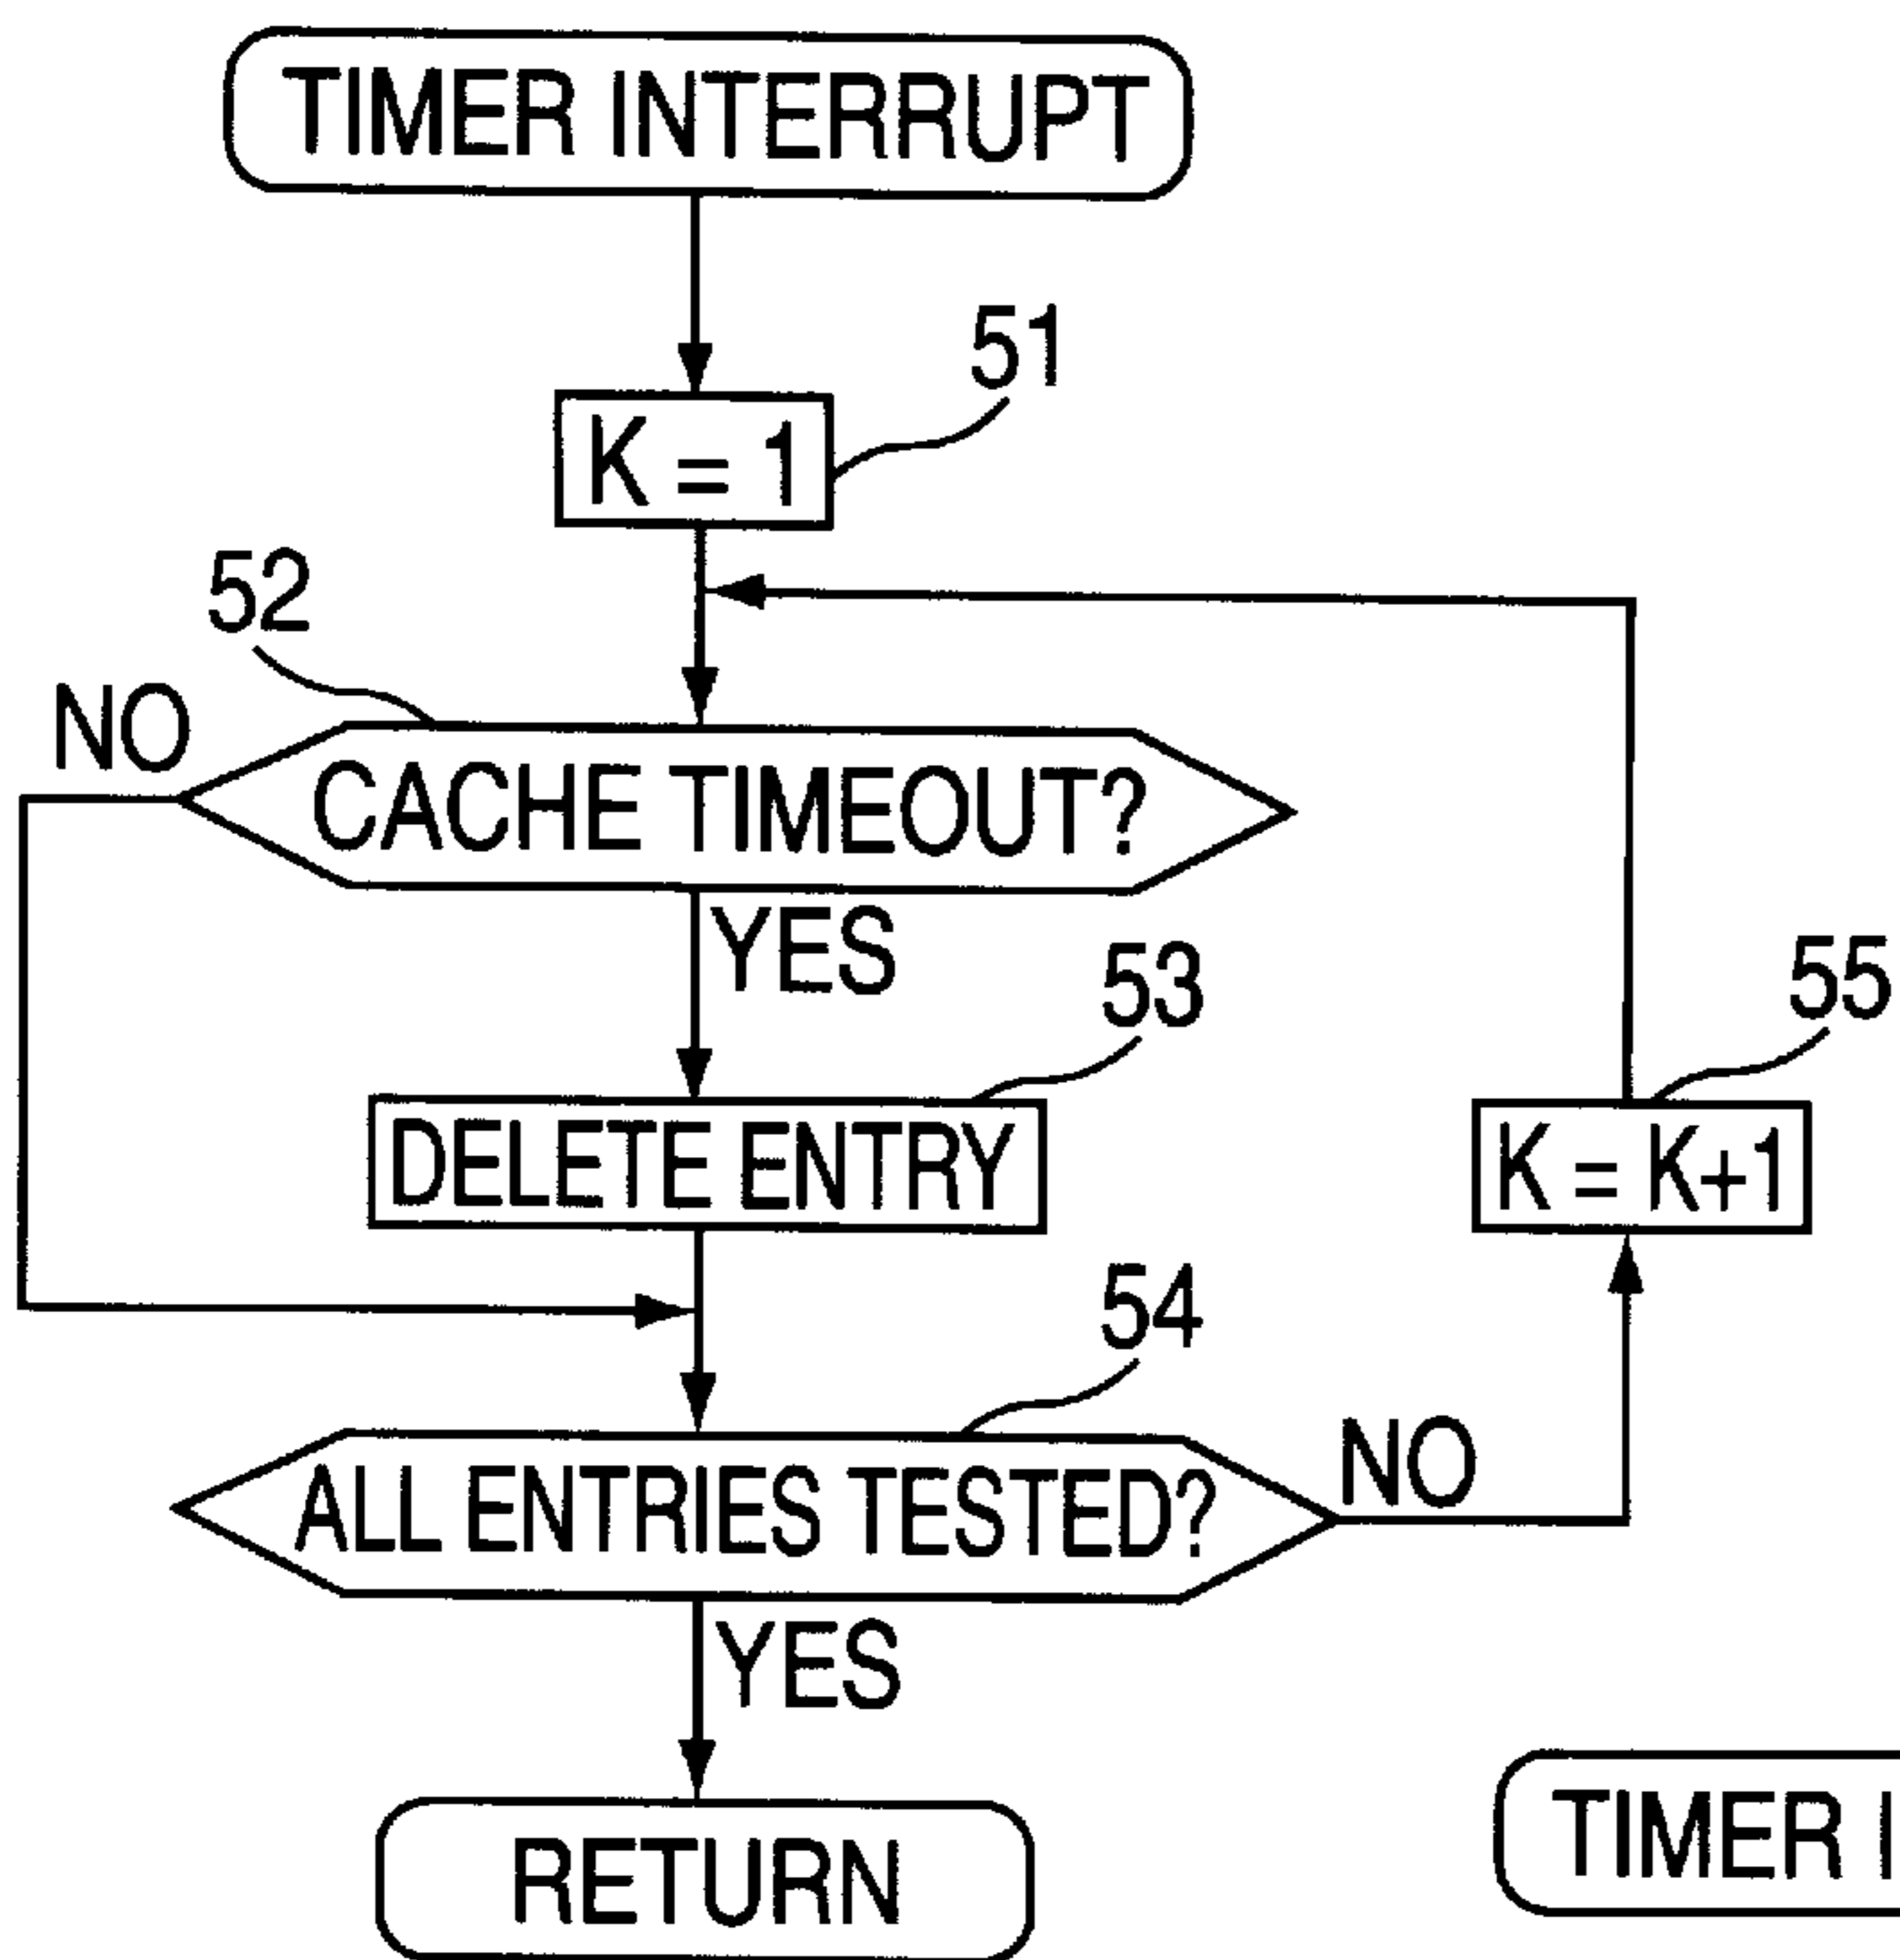 TIMER INTERRUPT
51
K = 1
52
NO
CACHE TIMEOUT?
YES
53
55
DELETE ENTRY
K = K+1
54
NO
ALL ENTRIES TESTED?
YES
RETURN
TIMER